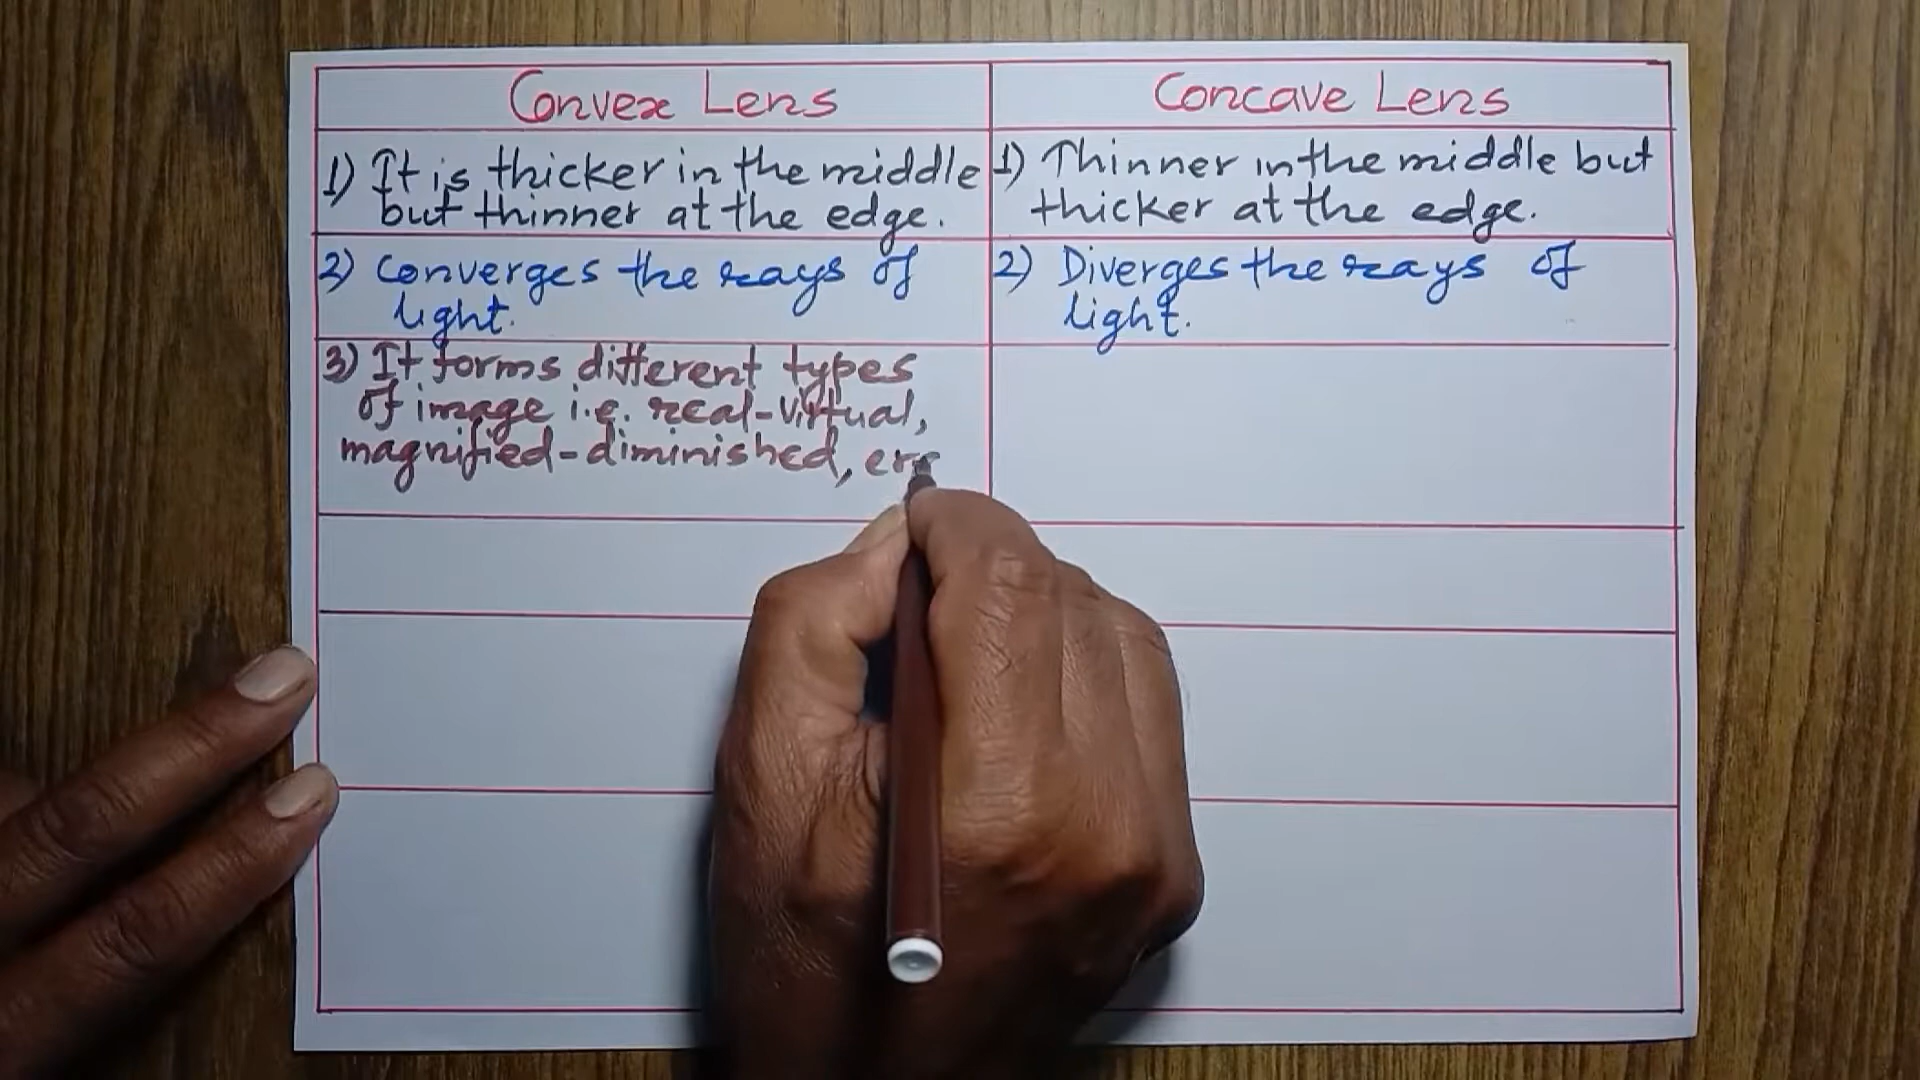 Convex Lens
Concave Lens
1) It is thicker in the middle
but thinner at the edge.
1) Thinner in the middle but
thicker at the edge.
2) Converges the rays of
light.
2) Diverges the rays of
light.
3) It forms different types
of image i.e. real-virtual,
magnified-diminished,